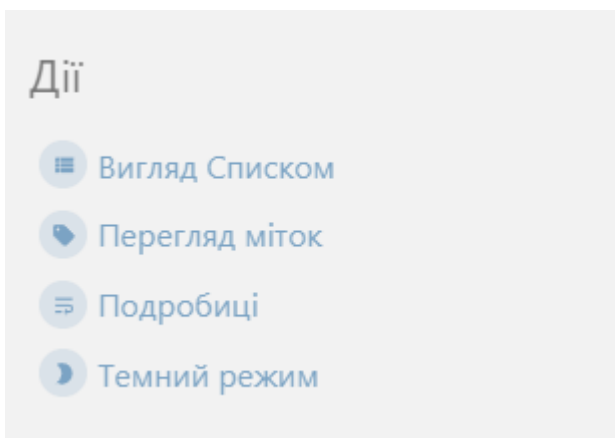 Дії
Вигляд Списком
Перегляд міток
Подробиці
Темний режим